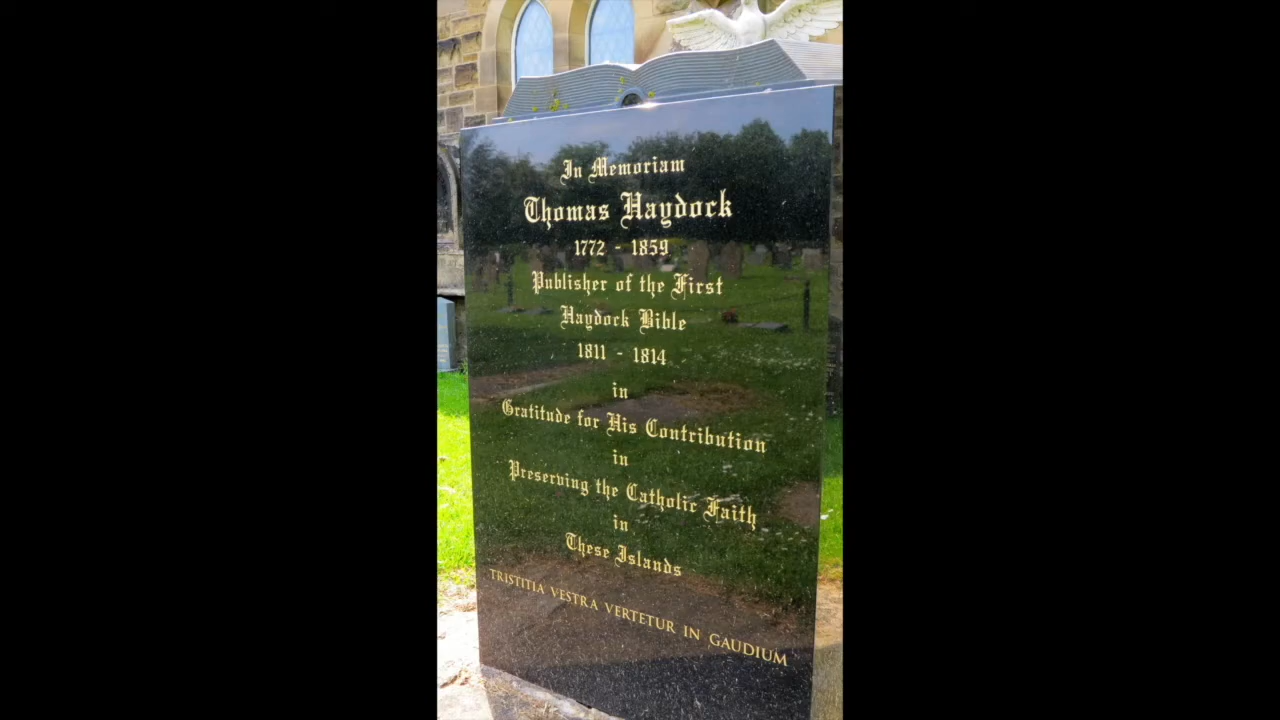 In Memoriam
Thomas Haydock
1772 - 1859
Publisher of the First
Haydock Bible
1811 - 1814
in
Gratitude for His Contribution
in
Preserving the Catholic Faith
in
These Islands
TRISTITIA VESTRA VERTETUR IN GAUDIUM